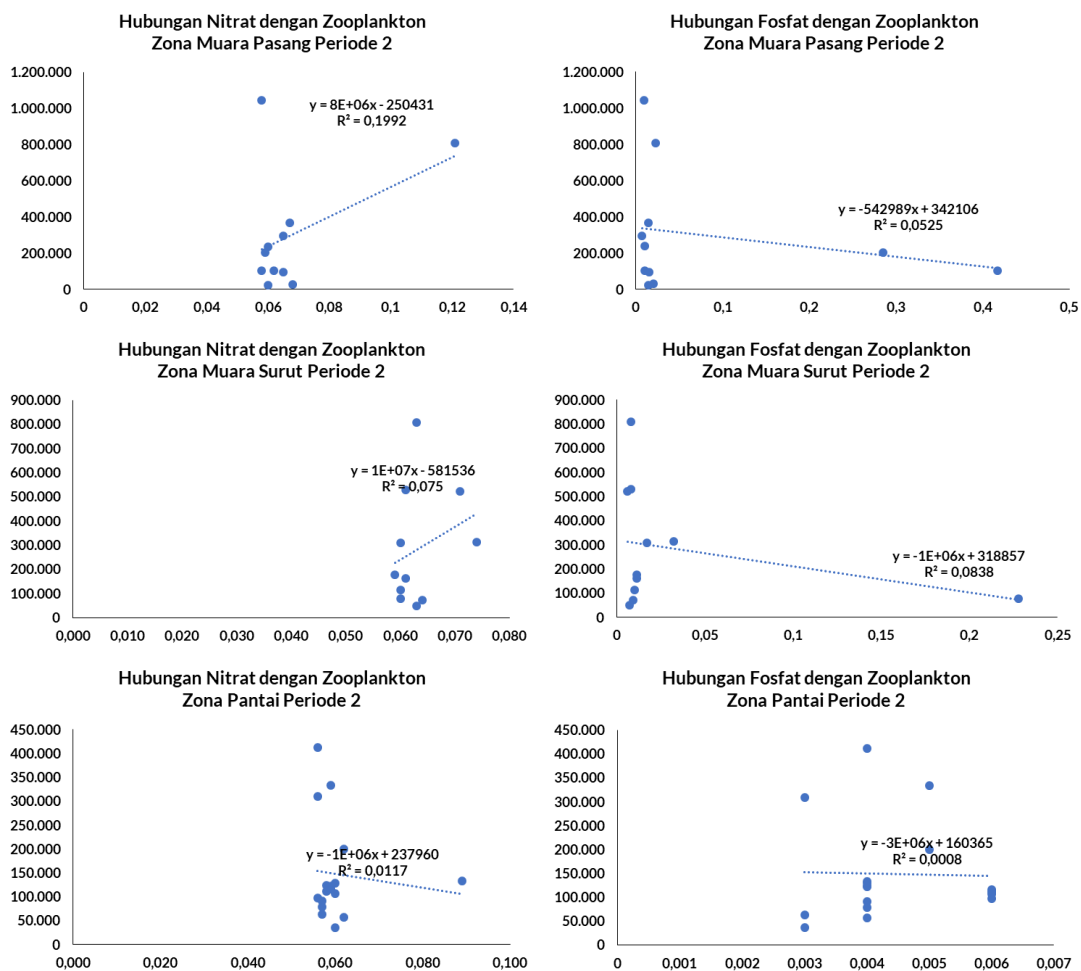 Hubungan Nitrat dengan Zooplankton
Zona Muara Pasang Periode 2
1.200.000
1.000.000
800.000
600.000
400.000
200.000
0
y = 8E+06x - 250431
R² = 0,1992
0 0,02 0,04 0,06 0,08 0,1 0,12 0,14
Hubungan Fosfat dengan Zooplankton
Zona Muara Pasang Periode 2
1.200.000
1.000.000
800.000
600.000
400.000
200.000
0
y = -542989x + 342106
R² = 0,0525
0 0,1 0,2 0,3 0,4 0,5
Hubungan Nitrat dengan Zooplankton
Zona Muara Surut Periode 2
900.000
800.000
700.000
600.000
500.000
400.000
300.000
200.000
100.000
0
y = 1E+07x - 581536
R² = 0,075
0,000 0,010 0,020 0,030 0,040 0,050 0,060 0,070 0,080
Hubungan Fosfat dengan Zooplankton
Zona Muara Surut Periode 2
900.000
800.000
700.000
600.000
500.000
400.000
300.000
200.000
100.000
0
y = -1E+06x + 318857
R² = 0,0838
0 0,05 0,1 0,15 0,2 0,25
Hubungan Nitrat dengan Zooplankton
Zona Pantai Periode 2
450.000
400.000
350.000
300.000
250.000
200.000
150.000
100.000
50.000
0
y = -1E+06x + 237960
R² = 0,0117
0,000 0,020 0,040 0,060 0,080 0,100
Hubungan Fosfat dengan Zooplankton
Zona Pantai Periode 2
450.000
400.000
350.000
300.000
250.000
200.000
150.000
100.000
50.000
0
y = -3E+06x + 160365
R² = 0,0008
0 0,001 0,002 0,003 0,004 0,005 0,006 0,007